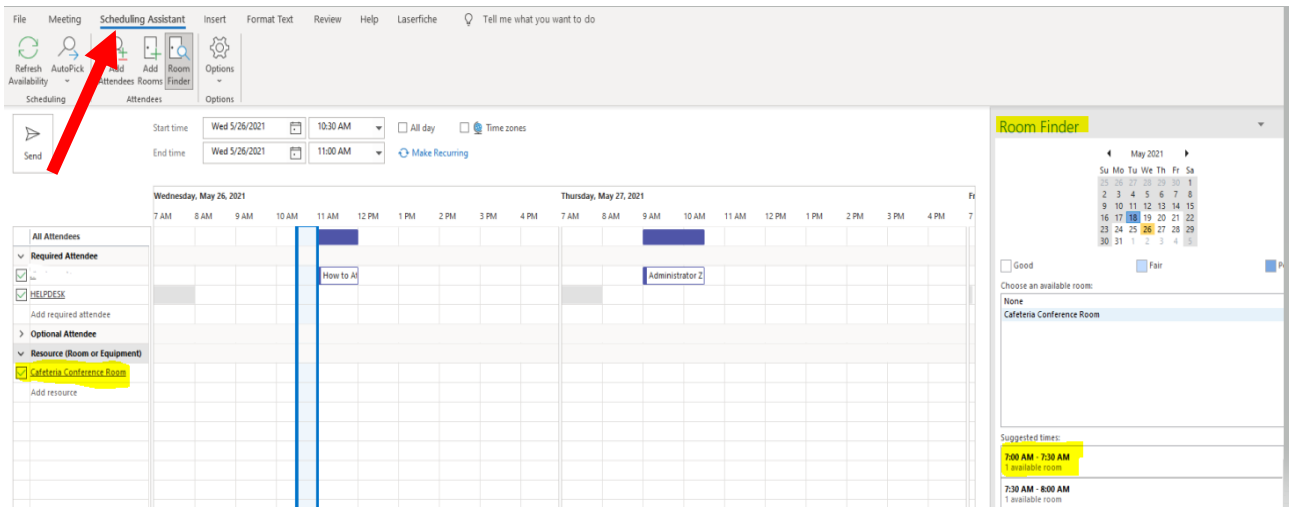 File Meeting Scheduling Assistant Insert Format Text Review Help Laserfiche Tell me what you want to do
Refresh Availability
AutoPick
Add Attendees
Add Rooms
Room Finder
Options
Scheduling Attendees Options
Send
Start time Wed 5/26/2021 10:30 AM All day Time zones
End time Wed 5/26/2021 11:00 AM Make Recurring
Wednesday, May 26, 2021 Thursday, May 27, 2021 Fr
7 AM 8 AM 9 AM 10 AM 11 AM 12 PM 1 PM 2 PM 3 PM 4 PM 7 AM 8 AM 9 AM 10 AM 11 AM 12 PM 1 PM 2 PM 3 PM 4 PM 7
All Attendees
Required Attendee
How to Af Administrator Z
HELPDESK
Add required attendee
Optional Attendee
Resource (Room or Equipment)
Cafeteria Conference Room
Add resource
Room Finder
May 2021
Su Mo Tu We Th Fr Sa
25 26 27 28 29 30 1
2 3 4 5 6 7 8
9 10 11 12 13 14 15
16 17 18 19 20 21 22
23 24 25 26 27 28 29
30 31 1 2 3 4 5
Good Fair
Choose an available room:
None
Cafeteria Conference Room
Suggested times:
7:00 AM - 7:30 AM
1 available room
7:30 AM - 8:00 AM
1 available room